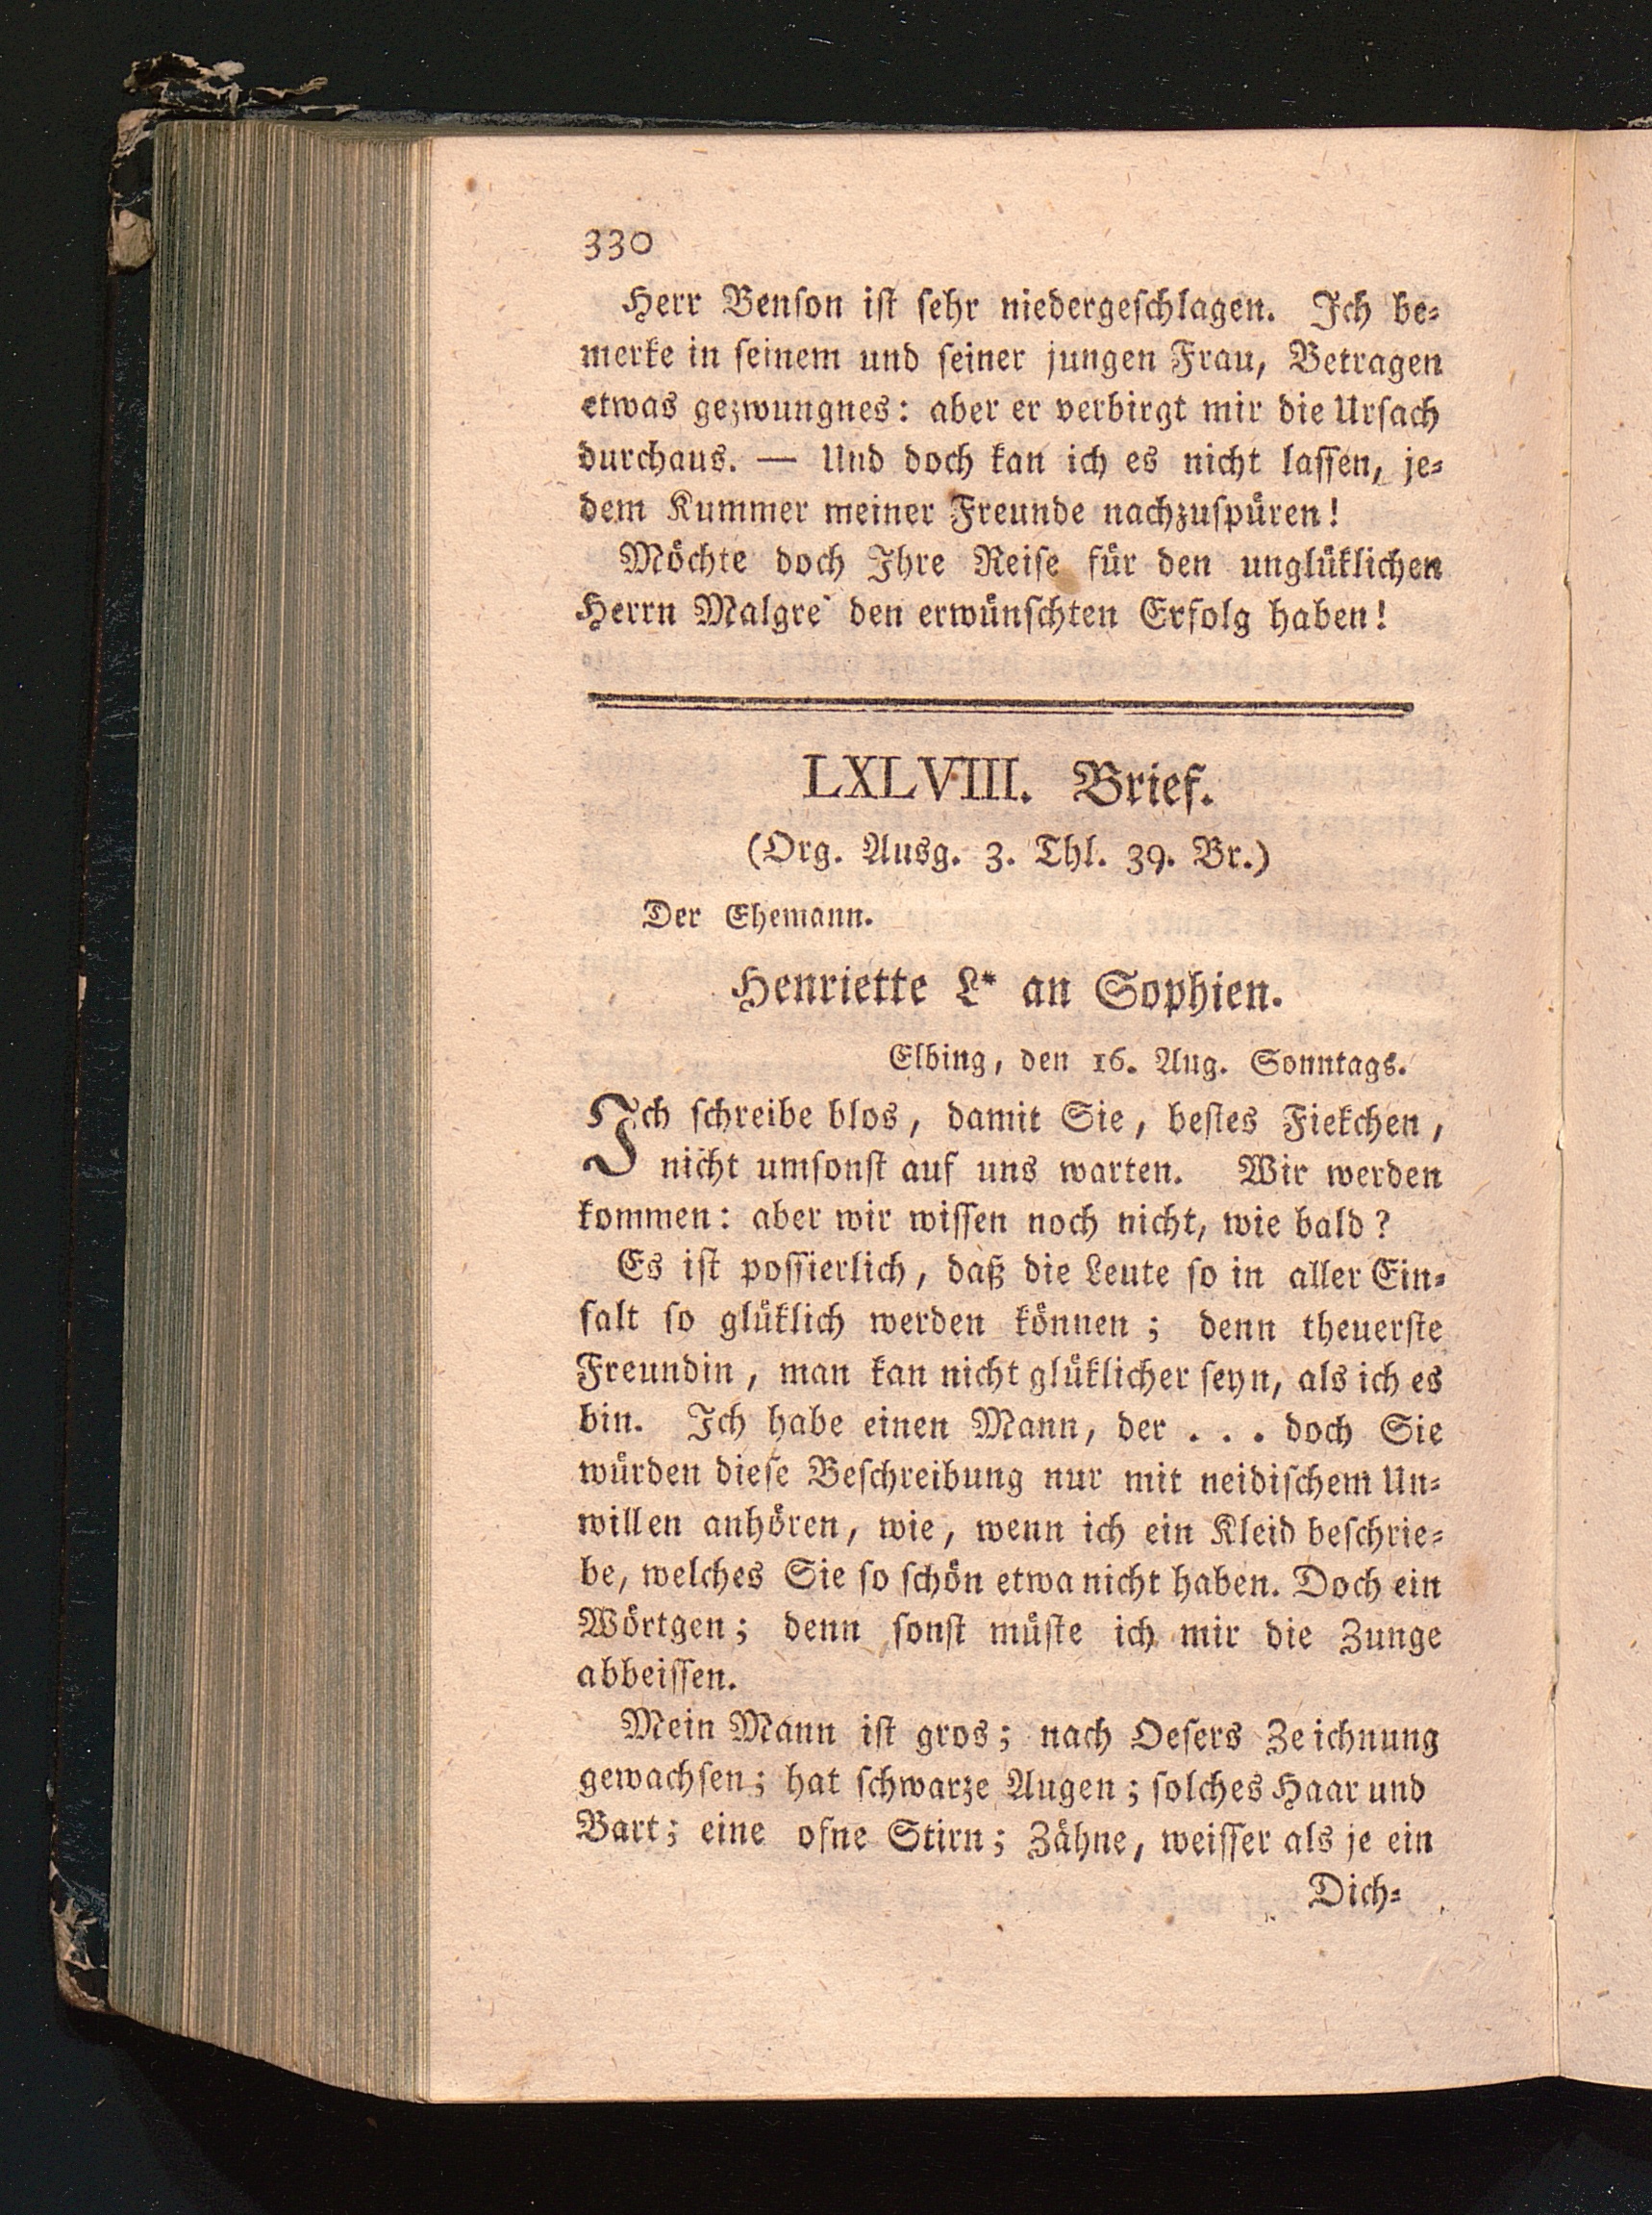 330
Herr Benſon iſt ſehr niedergeſchlagen. Ich be⸗
merke in ſeinem und ſeiner jungen Frau, Betragen
etwas gezwungnes: aber er verbirgt mir die Urſach
durchaus. — Und doch kan ich es nicht laſſen, je⸗
dem Kummer meiner Freunde nachzuſpüren!
Möchte doch Ihre Reiſe für den unglüklichen
Herrn Malgre` den erwünſchten Erfolg haben!
LXLVIII. Brief.
(Org. Ausg. 3. Thl. 39. Br.)
Der Ehemann.
Henriette L* an Sophien.
Elbing, den 16. Aug. Sonntags.
Ich ſchreibe blos, damit Sie, beſtes Fiekchen,
nicht umſonſt auf uns warten. Wir werden
kommen: aber wir wiſſen noch nicht, wie bald?
Es iſt poſſierlich, daß die Leute ſo in aller Ein⸗
falt ſo glüklich werden können; denn theuerſte
Freundin, man kan nicht glüklicher ſeyn, als ich es
bin. Ich habe einen Mann, der . . . doch Sie
würden dieſe Beſchreibung nur mit neidiſchem Un⸗
willen anhören, wie, wenn ich ein Kleid beſchrie⸗
be, welches Sie ſo ſchön etwa nicht haben. Doch ein
Wörtgen; denn ſonſt müſte ich mir die Zunge
abbeiſſen.
Mein Mann iſt gros; nach Oeſers Zeichnung
gewachſen; hat ſchwarze Augen; ſolches Haar und
Bart; eine ofne Stirn; Zähne, weiſſer als je ein
Dich⸗